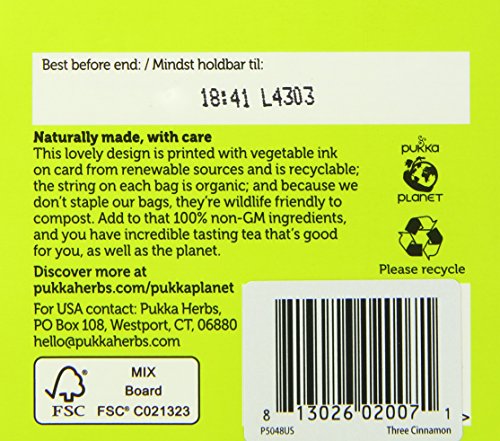 Best before end: / Mindst holdbar til:
18:41 L4303
Naturally made, with care
This lovely design is printed with vegetable ink
on card from renewable sources and is recyclable;
the string on each bag is organic; and because we
don't staple our bags, they're wildlife friendly to
compost. Add to that 100% non-GM ingredients,
and you have incredible tasting tea that's good
for you, as well as the planet.
Discover more at
pukkaherbs.com/pukkaplanet
For USA contact: Pukka Herbs,
PO Box 108, Westport, CT, 06880
hello@pukkaherbs.com
pukka
PLANET
Please recycle
FSC
MIX
Board
FSC® C021323
8 13026 02007 1 >
P5048US Three Cinnamon